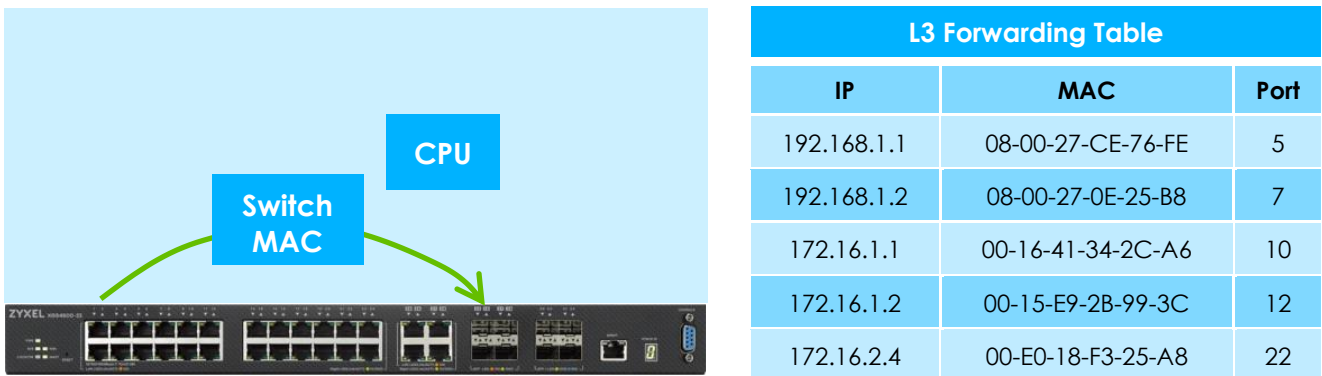 CPU
Switch
MAC
ZYXEL
L3 Forwarding Table
IP MAC Port
192.168.1.1 08-00-27-CE-76-FE 5
192.168.1.2 08-00-27-0E-25-B8 7
172.16.1.1 00-16-41-34-2C-A6 10
172.16.1.2 00-15-E9-2B-99-3C 12
172.16.2.4 00-E0-18-F3-25-A8 22